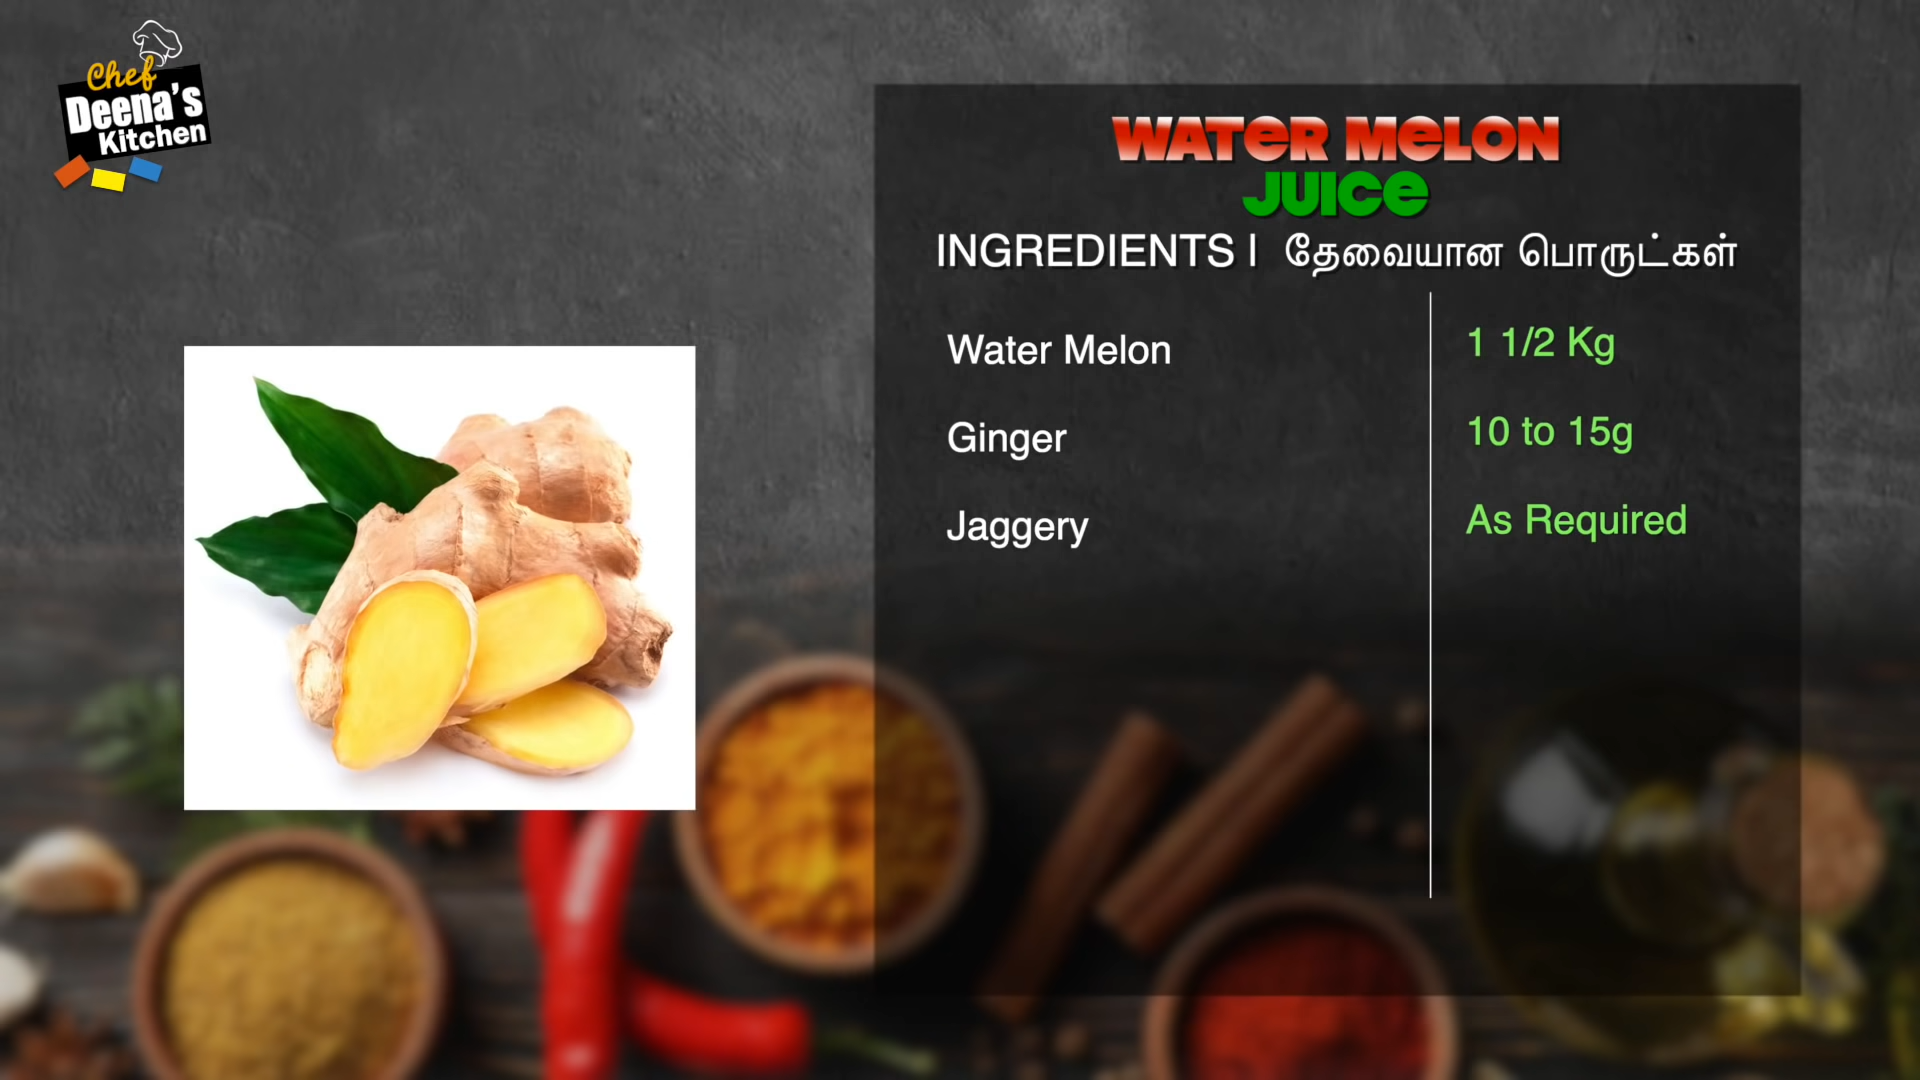 Chef
Deena's
Kitchen
WATER MELON
JUICE
INGREDIENTS | தேவையான பொருட்கள்
Water Melon 1 1/2 Kg
Ginger 10 to 15g
Jaggery As Required